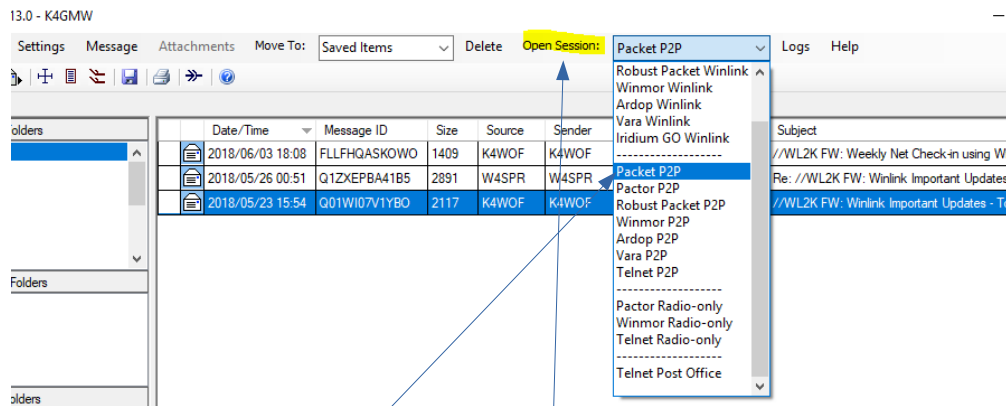 13.0 - K4GMW
Settings Message Attachments Move To: Saved Items Delete Open Session: Packet P2P Logs Help
Robust Packet Winlink
Winmor Winlink
Ardop Winlink
Vara Winlink
Iridium GO Winlink
-------------------
Packet P2P
Pactor P2P
Robust Packet P2P
Winmor P2P
Ardop P2P
Vara P2P
Telnet P2P
-------------------
Pactor Radio-only
Winmor Radio-only
Telnet Radio-only
-------------------
Telnet Post Office
olders
Date/Time Message ID Size Source Sender Subject
2018/06/03 18:08 FLLFHQASKOWO 1409 K4WOF K4WOF //WL2K FW: Weekly Net Check-in using W
2018/05/26 00:51 Q1ZXEPBA41B5 2891 W4SPR W4SPR Re: //WL2K FW: Winlink Important Updates
2018/05/23 15:54 Q01WI07V1YBO 2117 K4WOF K4WOF //WL2K FW: Winlink Important Updates - To
Folders
olders